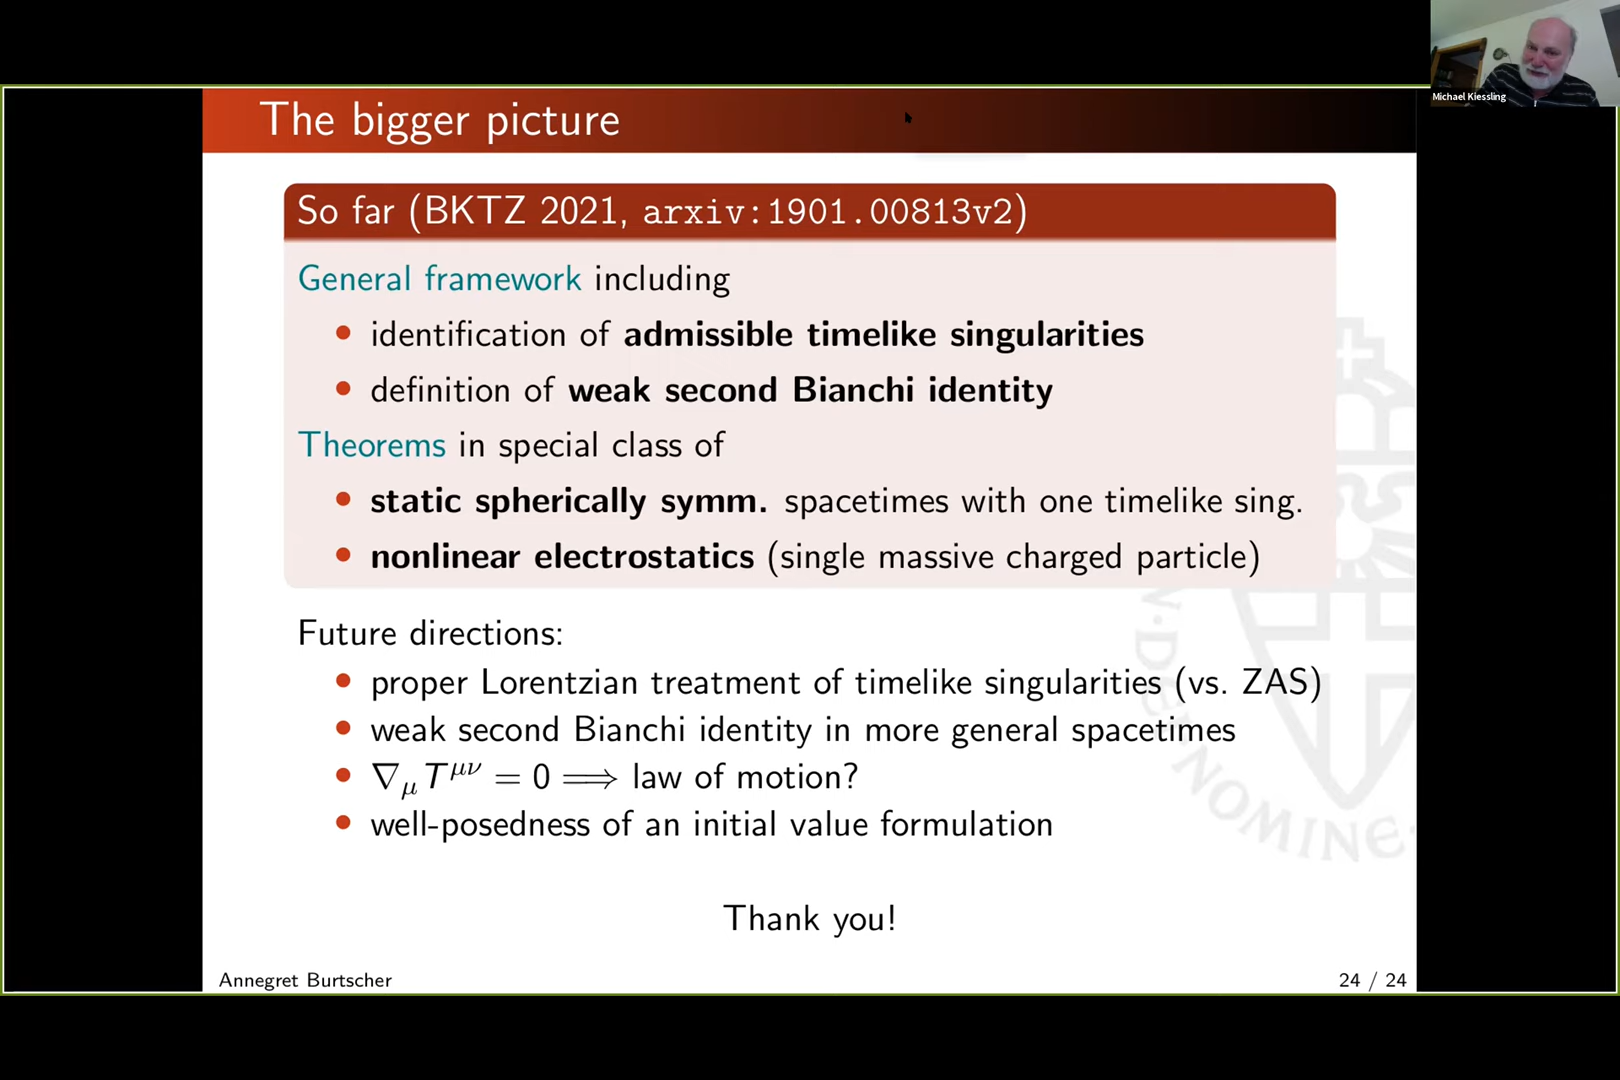 Michael Kiessling
The bigger picture
So far (BKTZ 2021, arxiv:1901.00813v2)
General framework including
• identification of admissible timelike singularities
• definition of weak second Bianchi identity
Theorems in special class of
• static spherically symm. spacetimes with one timelike sing.
• nonlinear electrostatics (single massive charged particle)
Future directions:
• proper Lorentzian treatment of timelike singularities (vs. ZAS)
• weak second Bianchi identity in more general spacetimes
• ∇_μ T^{μν} = 0 ⟹ law of motion?
• well-posedness of an initial value formulation
Thank you!
Annegret Burtscher
24 / 24
NOMINE